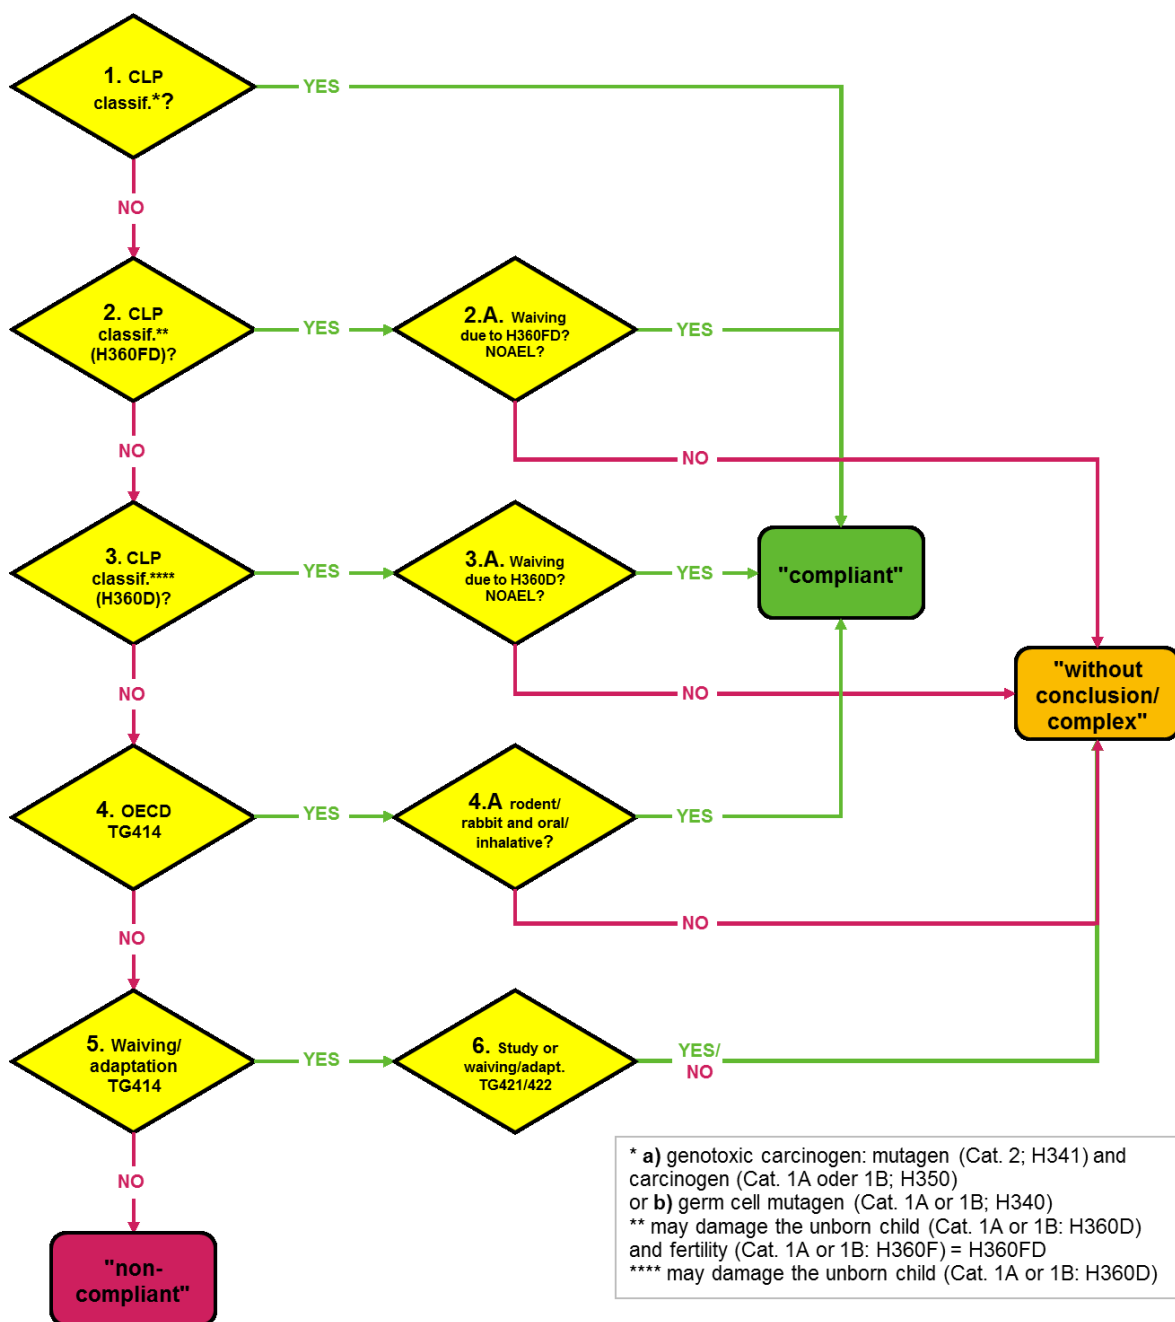 1. CLP
classif.*?
YES
NO
2. CLP
classif.**
(H360FD)?
YES
2.A. Waiving
due to H360FD?
NOAEL?
YES
NO
NO
3. CLP
classif.****
(H360D)?
YES
3.A. Waiving
due to H360D?
NOAEL?
YES
"compliant"
NO
NO
"without
conclusion/
complex"
4. OECD
TG414
YES
4.A rodent/
rabbit and oral/
inhalative?
YES
NO
NO
5. Waiving/
adaptation
TG414
YES
6. Study or
waiving/adapt.
TG421/422
YES/
NO
NO
"non-
compliant"
* a) genotoxic carcinogen: mutagen (Cat. 2; H341) and
carcinogen (Cat. 1A oder 1B; H350)
or b) germ cell mutagen (Cat. 1A or 1B; H340)
** may damage the unborn child (Cat. 1A or 1B: H360D)
and fertility (Cat. 1A or 1B: H360F) = H360FD
**** may damage the unborn child (Cat. 1A or 1B: H360D)